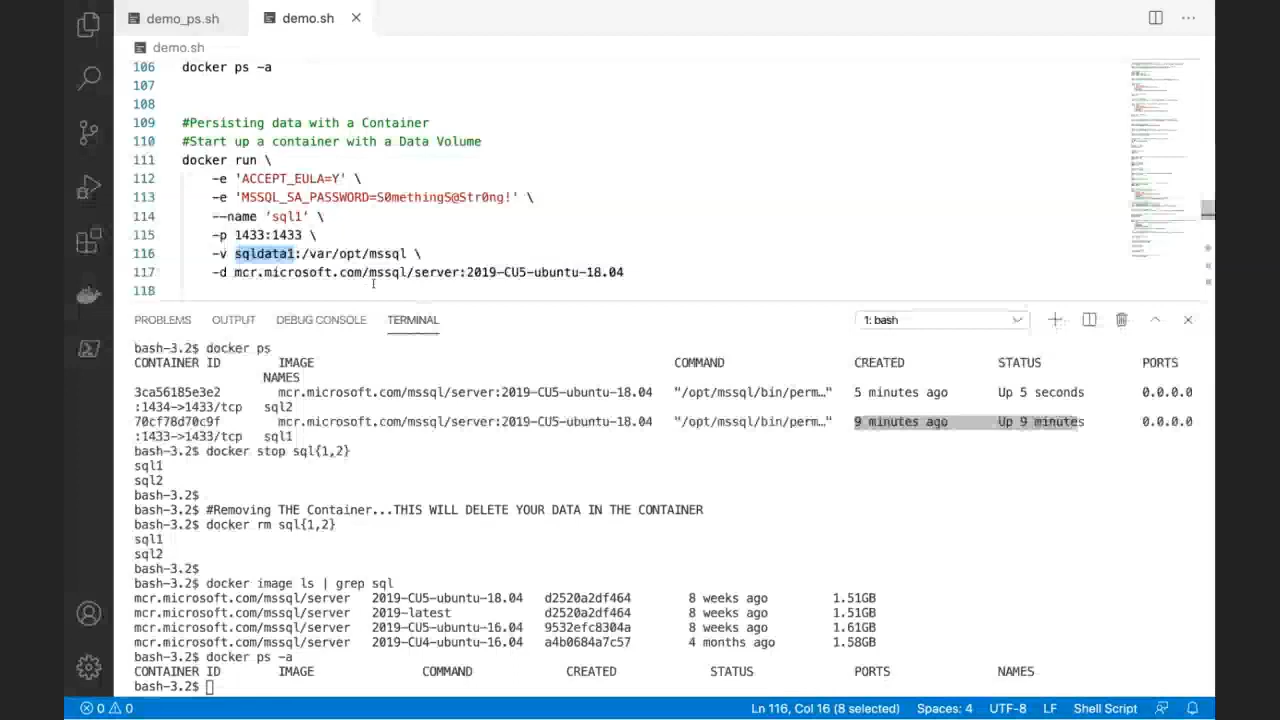 demo_ps.sh
demo.sh
demo.sh
106 docker ps -a
107
108
109 #Persisting data with a Container
110 #Start up a container with a Data Volume
111 docker run \
112 -e 'ACCEPT_EULA=Y' \
113 -e 'MSSQL_SA_PASSWORD=S0methingS@Str0ng!' \
114 --name 'sql1' \
115 -p 1433:1433 \
116 -v sqldata1:/var/opt/mssql \
117 -d mcr.microsoft.com/mssql/server:2019-CU5-ubuntu-18.04
118
PROBLEMS OUTPUT DEBUG CONSOLE TERMINAL 1: bash
bash-3.2$ docker ps
CONTAINER ID IMAGE COMMAND CREATED STATUS PORTS
NAMES
3ca56185e3e2 mcr.microsoft.com/mssql/server:2019-CU5-ubuntu-18.04 "/opt/mssql/bin/perm…" 5 minutes ago Up 5 seconds 0.0.0.0
:1434->1433/tcp sql2
70cf78d70c9f mcr.microsoft.com/mssql/server:2019-CU5-ubuntu-18.04 "/opt/mssql/bin/perm…" 9 minutes ago Up 9 minutes 0.0.0.0
:1433->1433/tcp sql1
bash-3.2$ docker stop sql{1,2}
sql1
sql2
bash-3.2$
bash-3.2$ #Removing THE Container...THIS WILL DELETE YOUR DATA IN THE CONTAINER
bash-3.2$ docker rm sql{1,2}
sql1
sql2
bash-3.2$
bash-3.2$ docker image ls | grep sql
mcr.microsoft.com/mssql/server 2019-CU5-ubuntu-18.04 d2520a2df464 8 weeks ago 1.51GB
mcr.microsoft.com/mssql/server 2019-latest d2520a2df464 8 weeks ago 1.51GB
mcr.microsoft.com/mssql/server 2019-CU5-ubuntu-16.04 9532efc8304a 8 weeks ago 1.61GB
mcr.microsoft.com/mssql/server 2019-CU4-ubuntu-16.04 a4b0684a7c57 4 months ago 1.58GB
bash-3.2$ docker ps -a
CONTAINER ID IMAGE COMMAND CREATED STATUS PORTS NAMES
bash-3.2$
0 0 Ln 116, Col 16 (8 selected) Spaces: 4 UTF-8 LF Shell Script